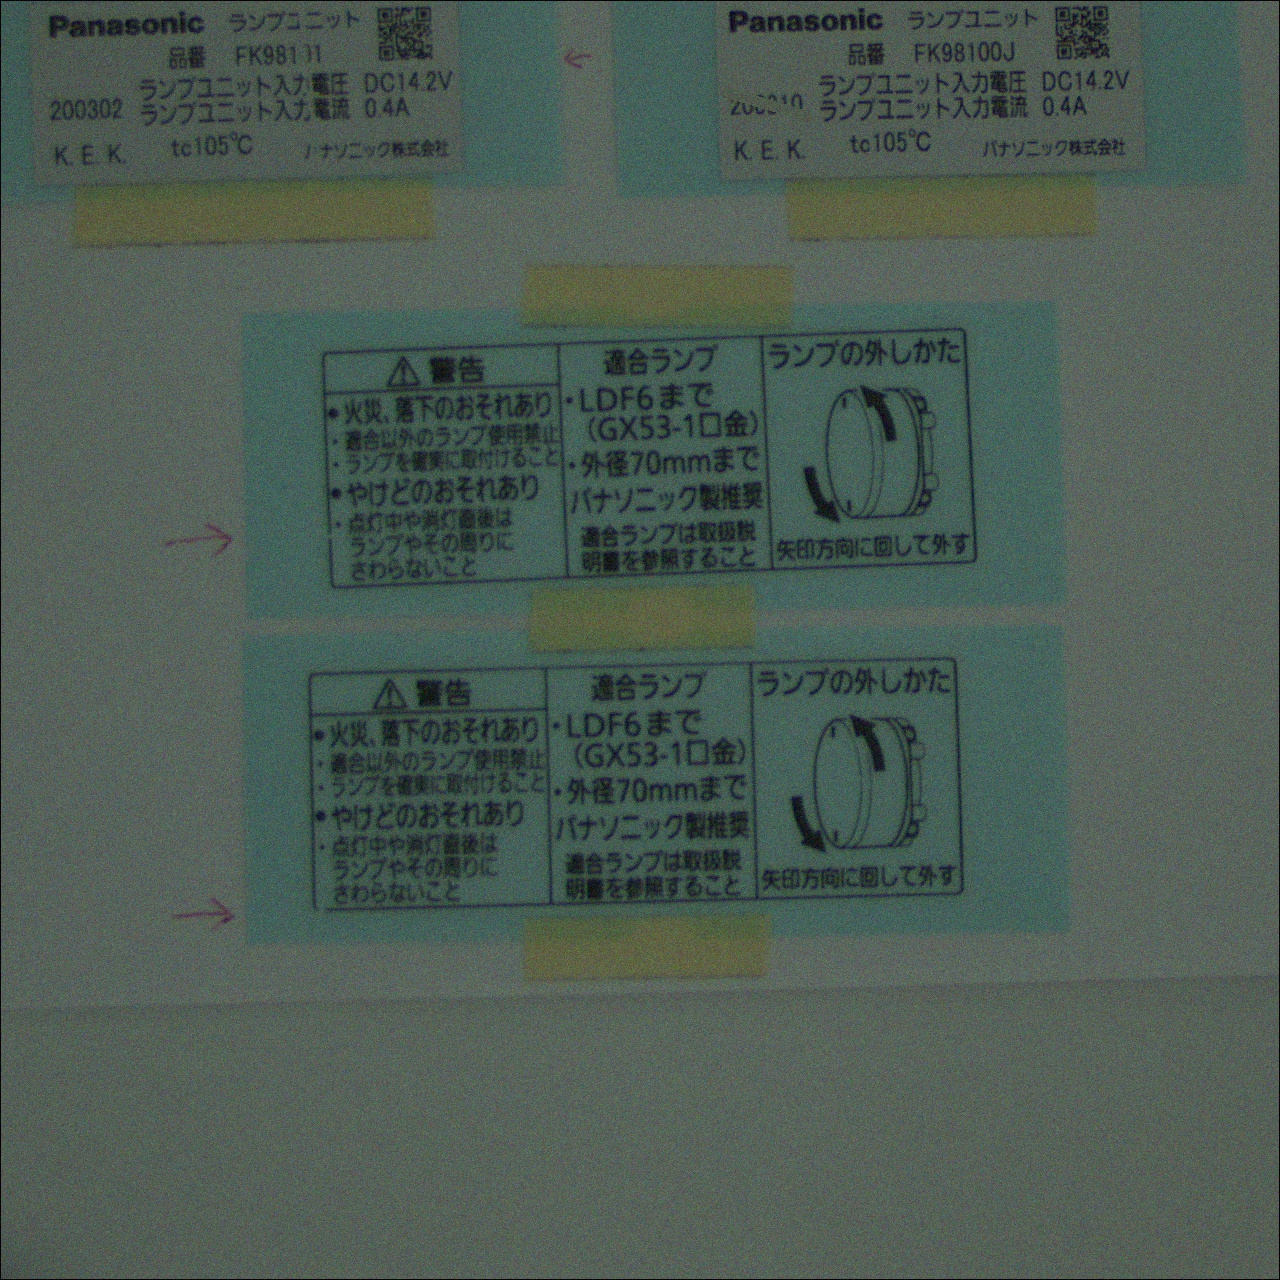 Panasonic ランプユニット
品番
ランプユニット入力電圧 DC14.2V
200302 ランプユニット入力電流 0.4A
K. E. K. tc105℃ パナソニック株式会社
Panasonic ランプユニット
品番 FK98100J
ランプユニット入力電圧 DC14.2V
ランプユニット入力電流 0.4A
K. E. K. tc105℃ パナソニック株式会社
⚠ 警告
●火災、落下のおそれあり
・適合以外のランプ使用禁止
・ランプを確実に取付けること
●やけどのおそれあり
・点灯中や消灯直後は
ランプやその周りに
さわらないこと
適合ランプ
・LDF6まで
(GX53-1口金)
・外径70mmまで
パナソニック製推奨
適合ランプは取扱説
明書を参照すること
ランプの外しかた
矢印方向に回して外す
⚠ 警告
●火災、落下のおそれあり
・適合以外のランプ使用禁止
・ランプを確実に取付けること
●やけどのおそれあり
・点灯中や消灯直後は
ランプやその周りに
さわらないこと
適合ランプ
・LDF6まで
(GX53-1口金)
・外径70mmまで
パナソニック製推奨
適合ランプは取扱説
明書を参照すること
ランプの外しかた
矢印方向に回して外す